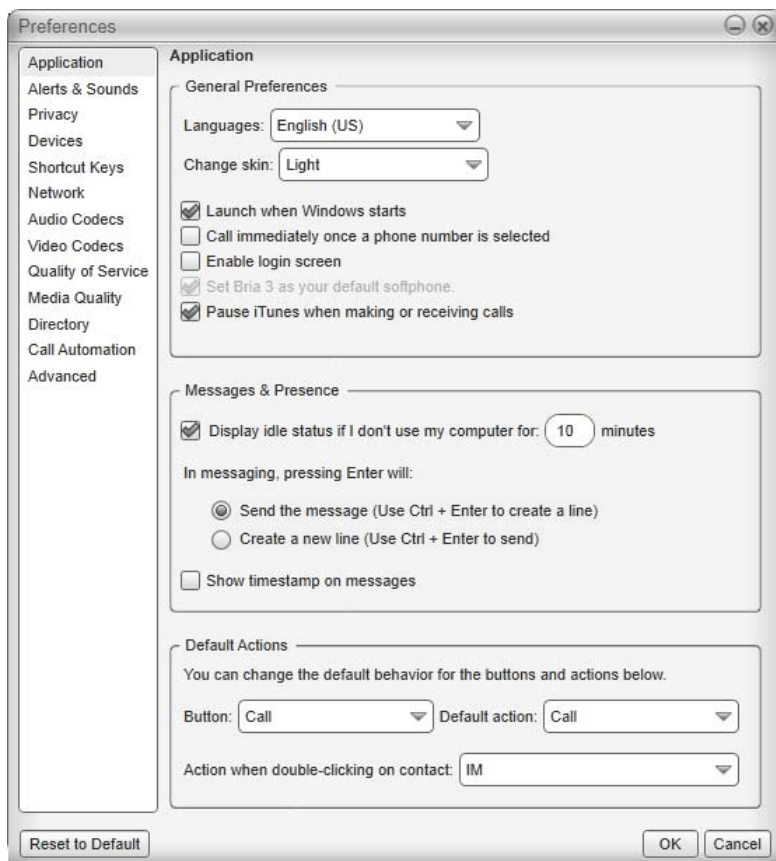 Preferences
Application
Alerts & Sounds
Privacy
Devices
Shortcut Keys
Network
Audio Codecs
Video Codecs
Quality of Service
Media Quality
Directory
Call Automation
Advanced
Application
General Preferences
Languages: English (US)
Change skin: Light
Launch when Windows starts
Call immediately once a phone number is selected
Enable login screen
Set Bria 3 as your default softphone.
Pause iTunes when making or receiving calls
Messages & Presence
Display idle status if I don't use my computer for: 10 minutes
In messaging, pressing Enter will:
Send the message (Use Ctrl + Enter to create a line)
Create a new line (Use Ctrl + Enter to send)
Show timestamp on messages
Default Actions
You can change the default behavior for the buttons and actions below.
Button: Call Default action: Call
Action when double-clicking on contact: IM
Reset to Default OK Cancel